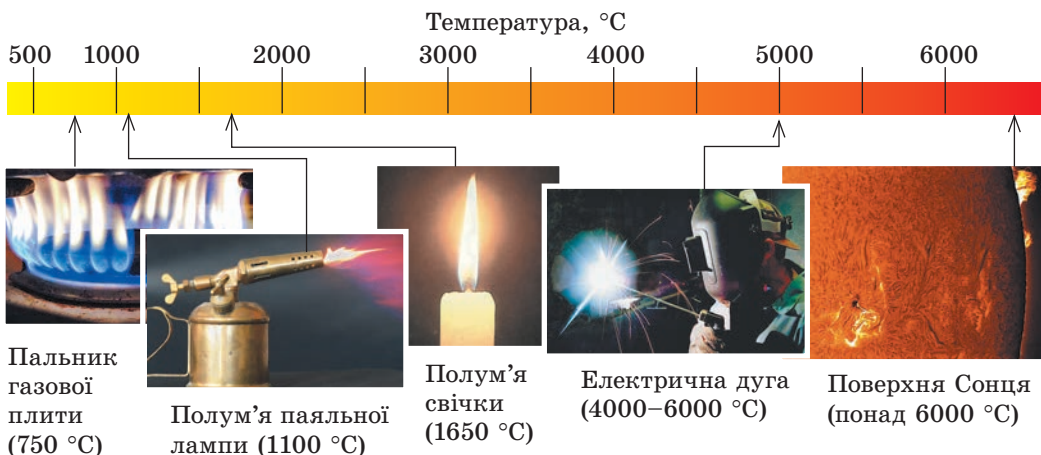 Температура, °С
500 1000 2000 3000 4000 5000 6000
Пальник
газової
плити
(750 °С)
Полум'я паяльної
лампи (1100 °С)
Полум'я
свічки
(1650 °С)
Електрична дуга
(4000–6000 °С)
Поверхня Сонця
(понад 6000 °С)